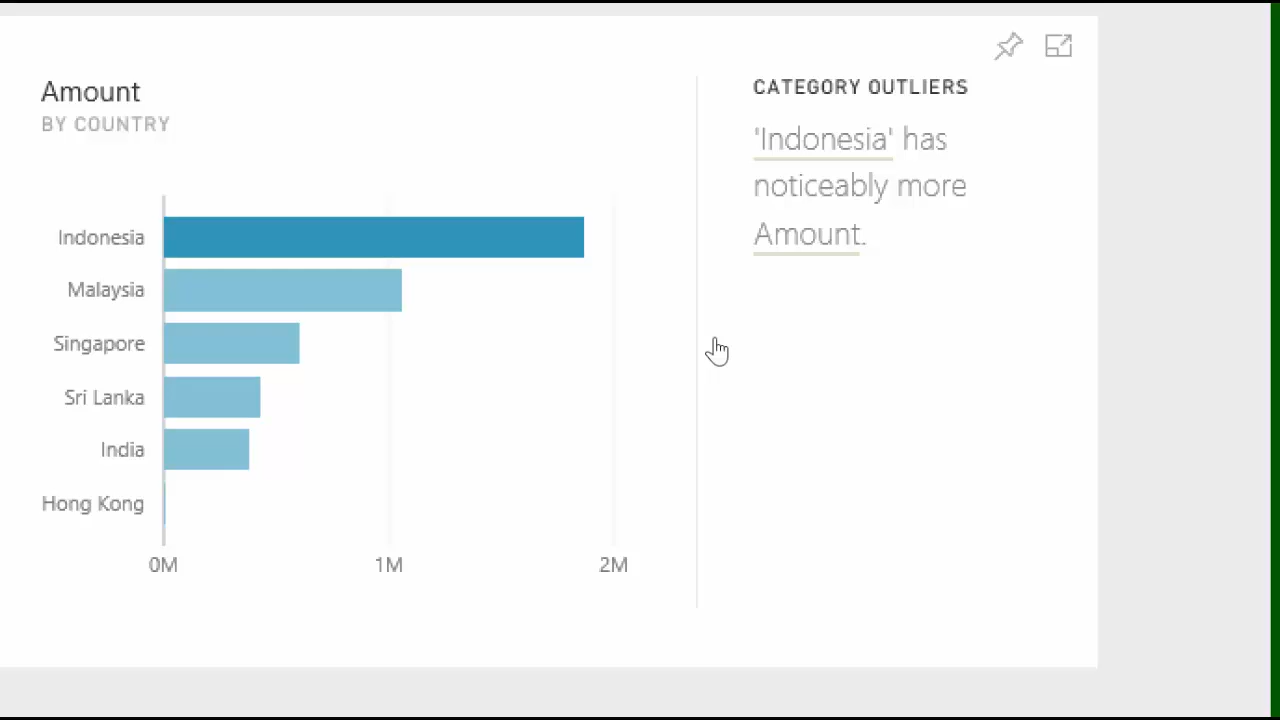 Amount
BY COUNTRY
Indonesia
Malaysia
Singapore
Sri Lanka
India
Hong Kong
0M 1M 2M
CATEGORY OUTLIERS
'Indonesia' has
noticeably more
Amount.